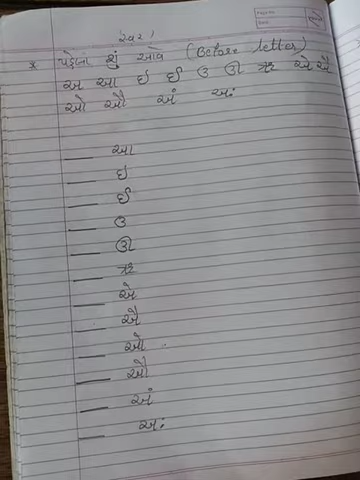 સ્વર
* પહેલા શું આવે (Before letter)
અ આ ઇ ઈ ઉ ઊ ઋ એ ઐ
ઓ ઔ અં અઃ
___ આ
___ ઇ
___ ઈ
___ ઉ
___ ઊ
___ ઋ
___ એ
___ ઐ
___ ઓ
___ ઔ
___ અં
___ અઃ